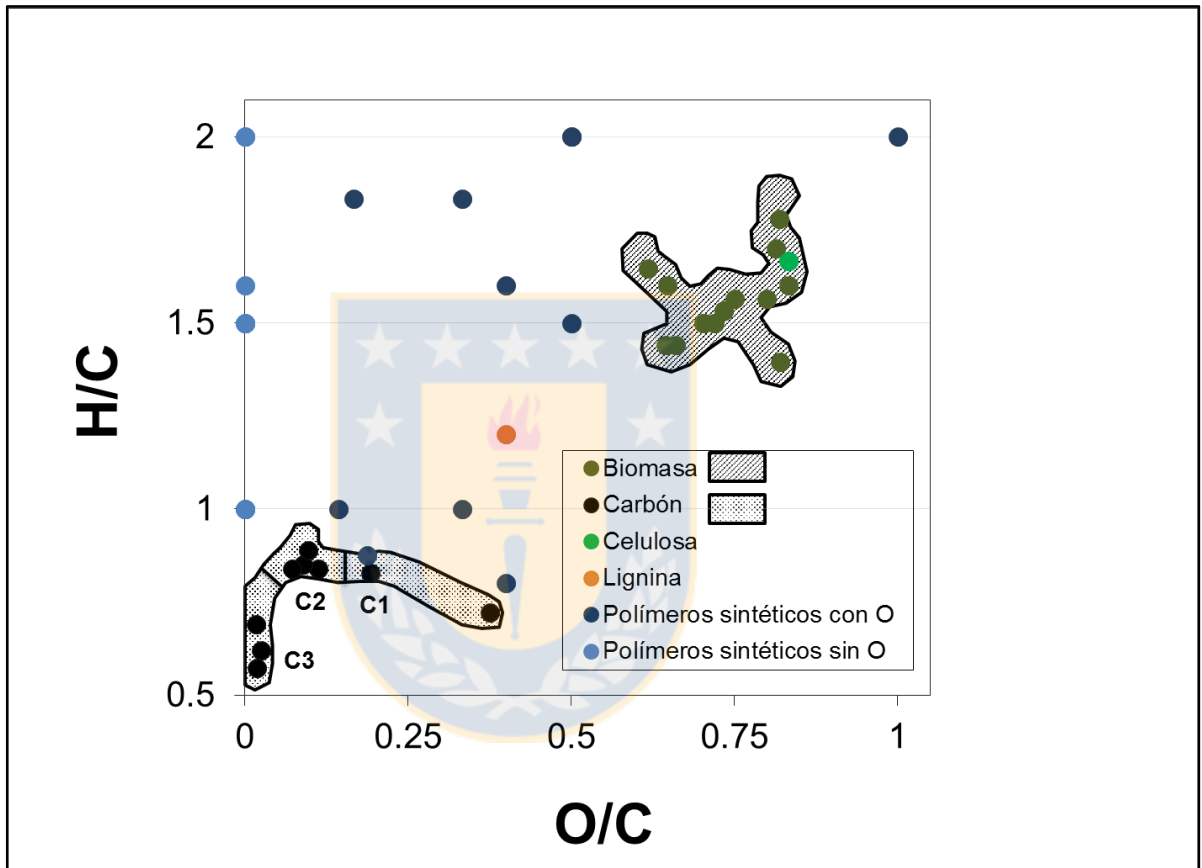 H/C
2
1.5
1
0.5
0
0.25
0.5
0.75
1
O/C
C1
C2
C3
Biomasa
Carbón
Celulosa
Lignina
Polímeros sintéticos con O
Polímeros sintéticos sin O